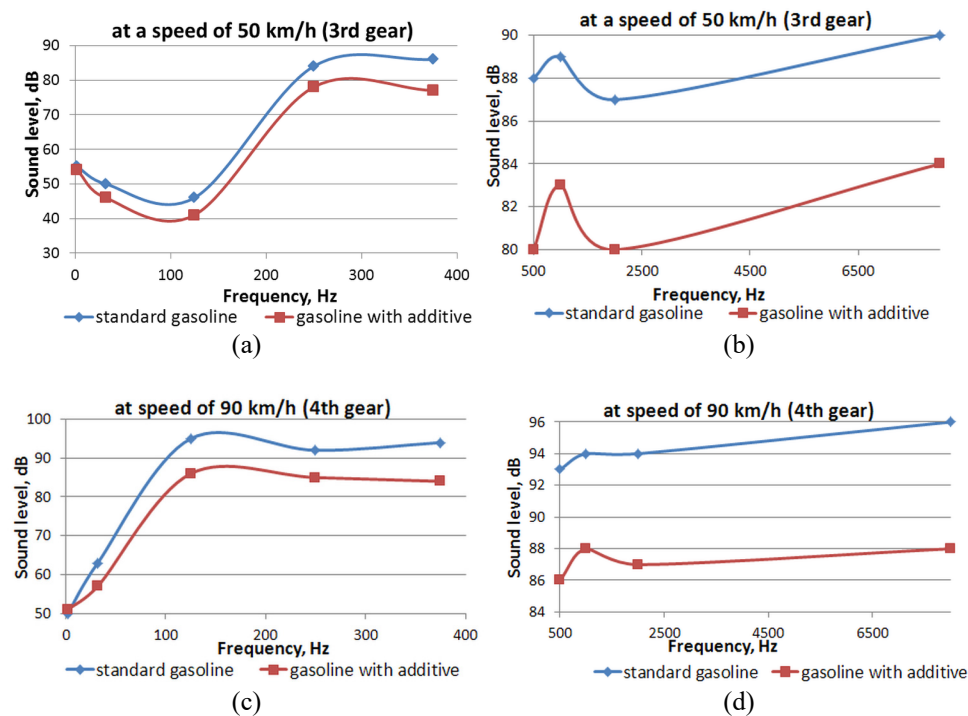 at a speed of 50 km/h (3rd gear)
90
80
70
60
50
40
30
Sound level, dB
0 100 200 300 400
Frequency, Hz
standard gasoline gasoline with additive
(a)
at a speed of 50 km/h (3rd gear)
90
88
86
84
82
80
Sound level, dB
500 2500 4500 6500
Frequency, Hz
standard gasoline gasoline with additive
(b)
at speed of 90 km/h (4th gear)
100
90
80
70
60
50
Sound level, dB
0 100 200 300 400
Frequency, Hz
standard gasoline gasoline with additive
(c)
at speed of 90 km/h (4th gear)
96
94
92
90
88
86
84
Sound level, dB
500 2500 4500 6500
Frequency, Hz
standard gasoline gasoline with additive
(d)